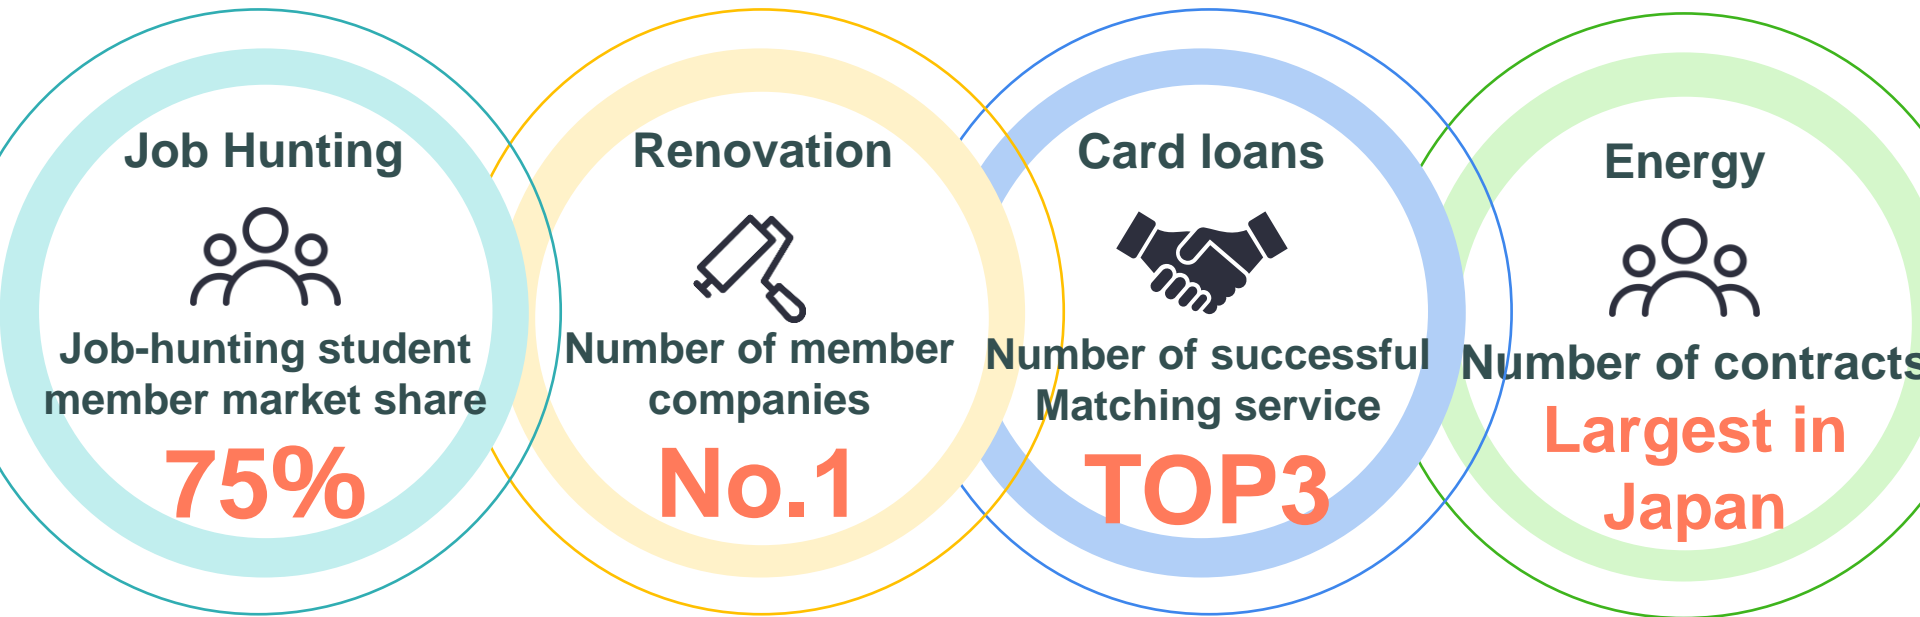 Job Hunting
Job-hunting student
member market share
75%
Renovation
Number of member
companies
No.1
Card loans
Number of successful
Matching service
TOP3
Energy
Number of contracts
Largest in
Japan